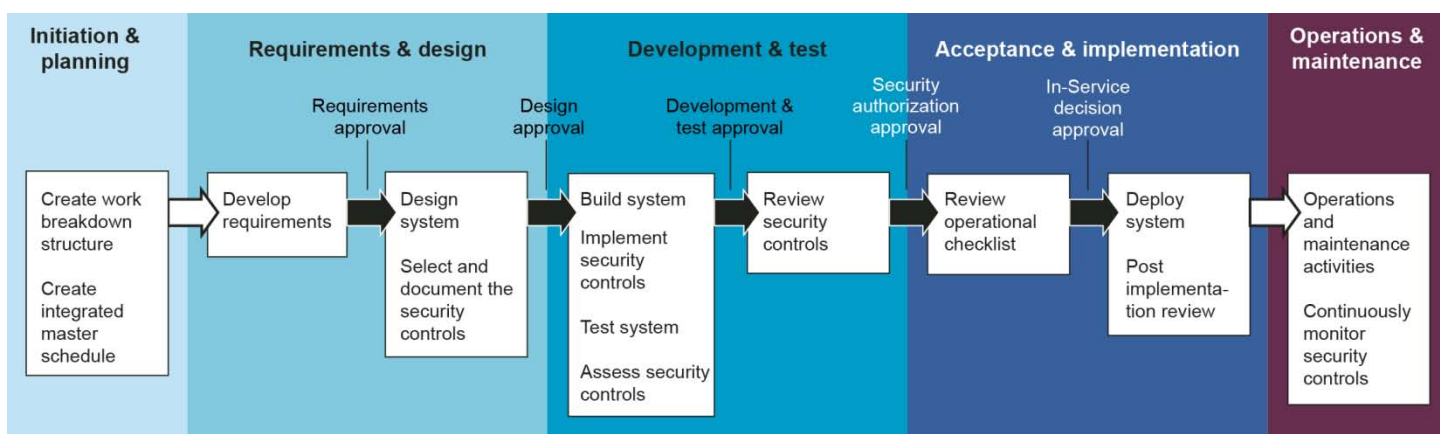 Initiation &
planning
Requirements & design
Development & test
Acceptance & implementation
Operations &
maintenance
Requirements
approval
Design
approval
Development &
test approval
Security
authorization
approval
In-Service
decision
approval
Create work
breakdown
structure
Create
integrated
master
schedule
Develop
requirements
Design
system
Select and
document the
security
controls
Build system
Implement
security
controls
Test system
Assess security
controls
Review
security
controls
Review
operational
checklist
Deploy
system
Post
implementa-
tion review
Operations
and
maintenance
activities
Continuously
monitor
security
controls